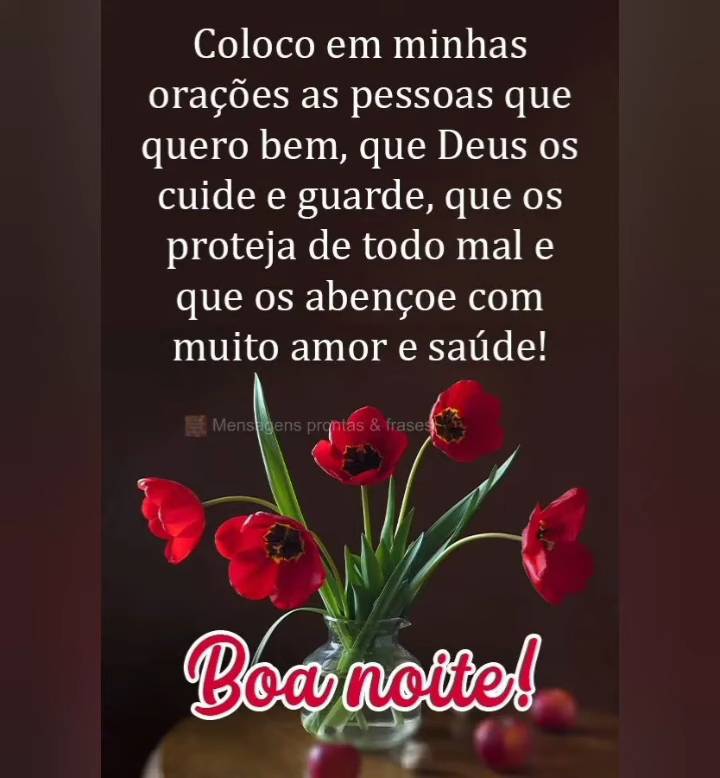 Coloco em minhas
orações as pessoas que
quero bem, que Deus os
cuide e guarde, que os
proteja de todo mal e
que os abençoe com
muito amor e saúde!
Mensagens prontas & frases
Boa noite!